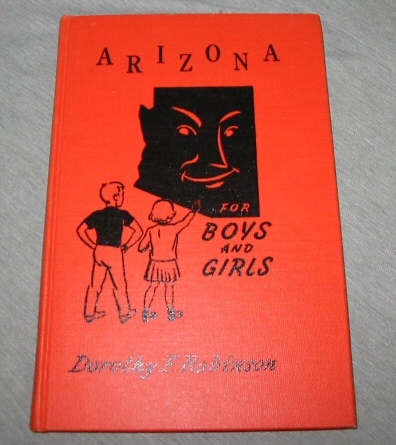 ARIZONA
FOR
BOYS
AND
GIRLS
Dorothy F. Robinson